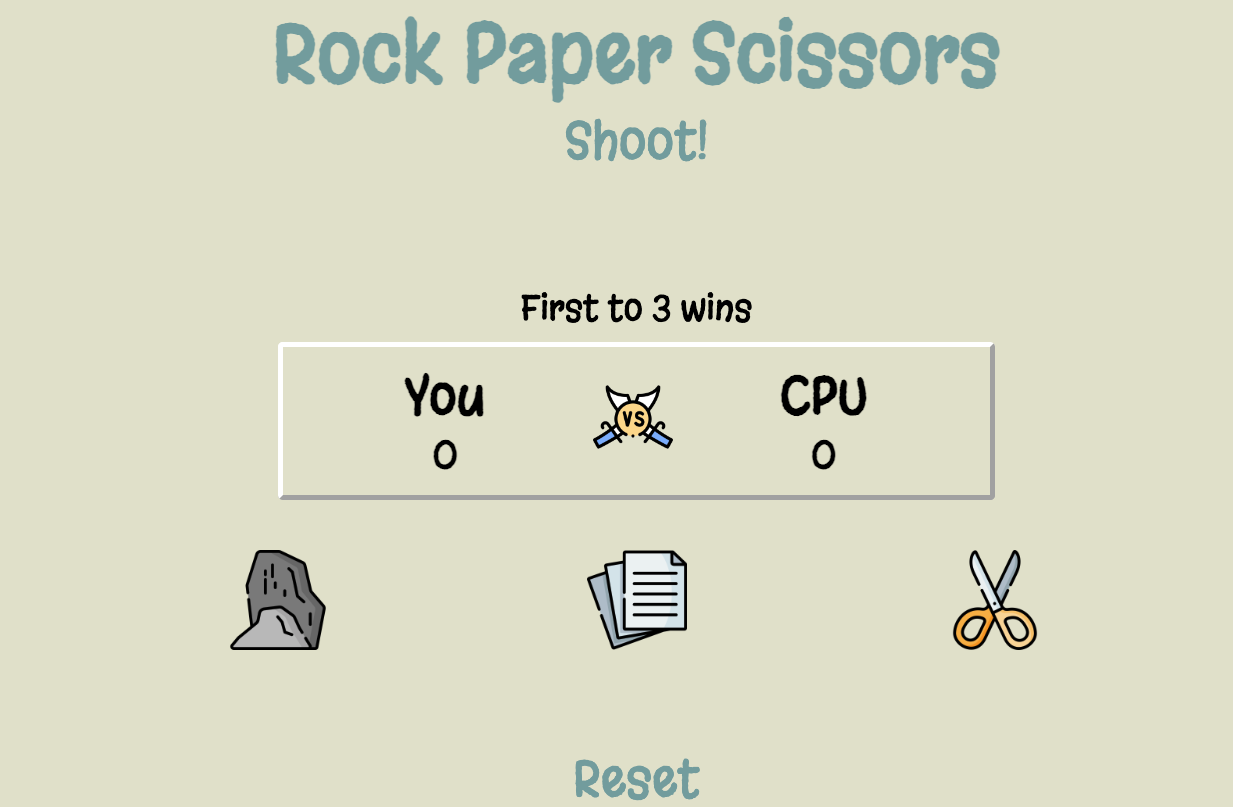 Rock Paper Scissors
Shoot!
First to 3 wins
You VS CPU
0 0
Reset